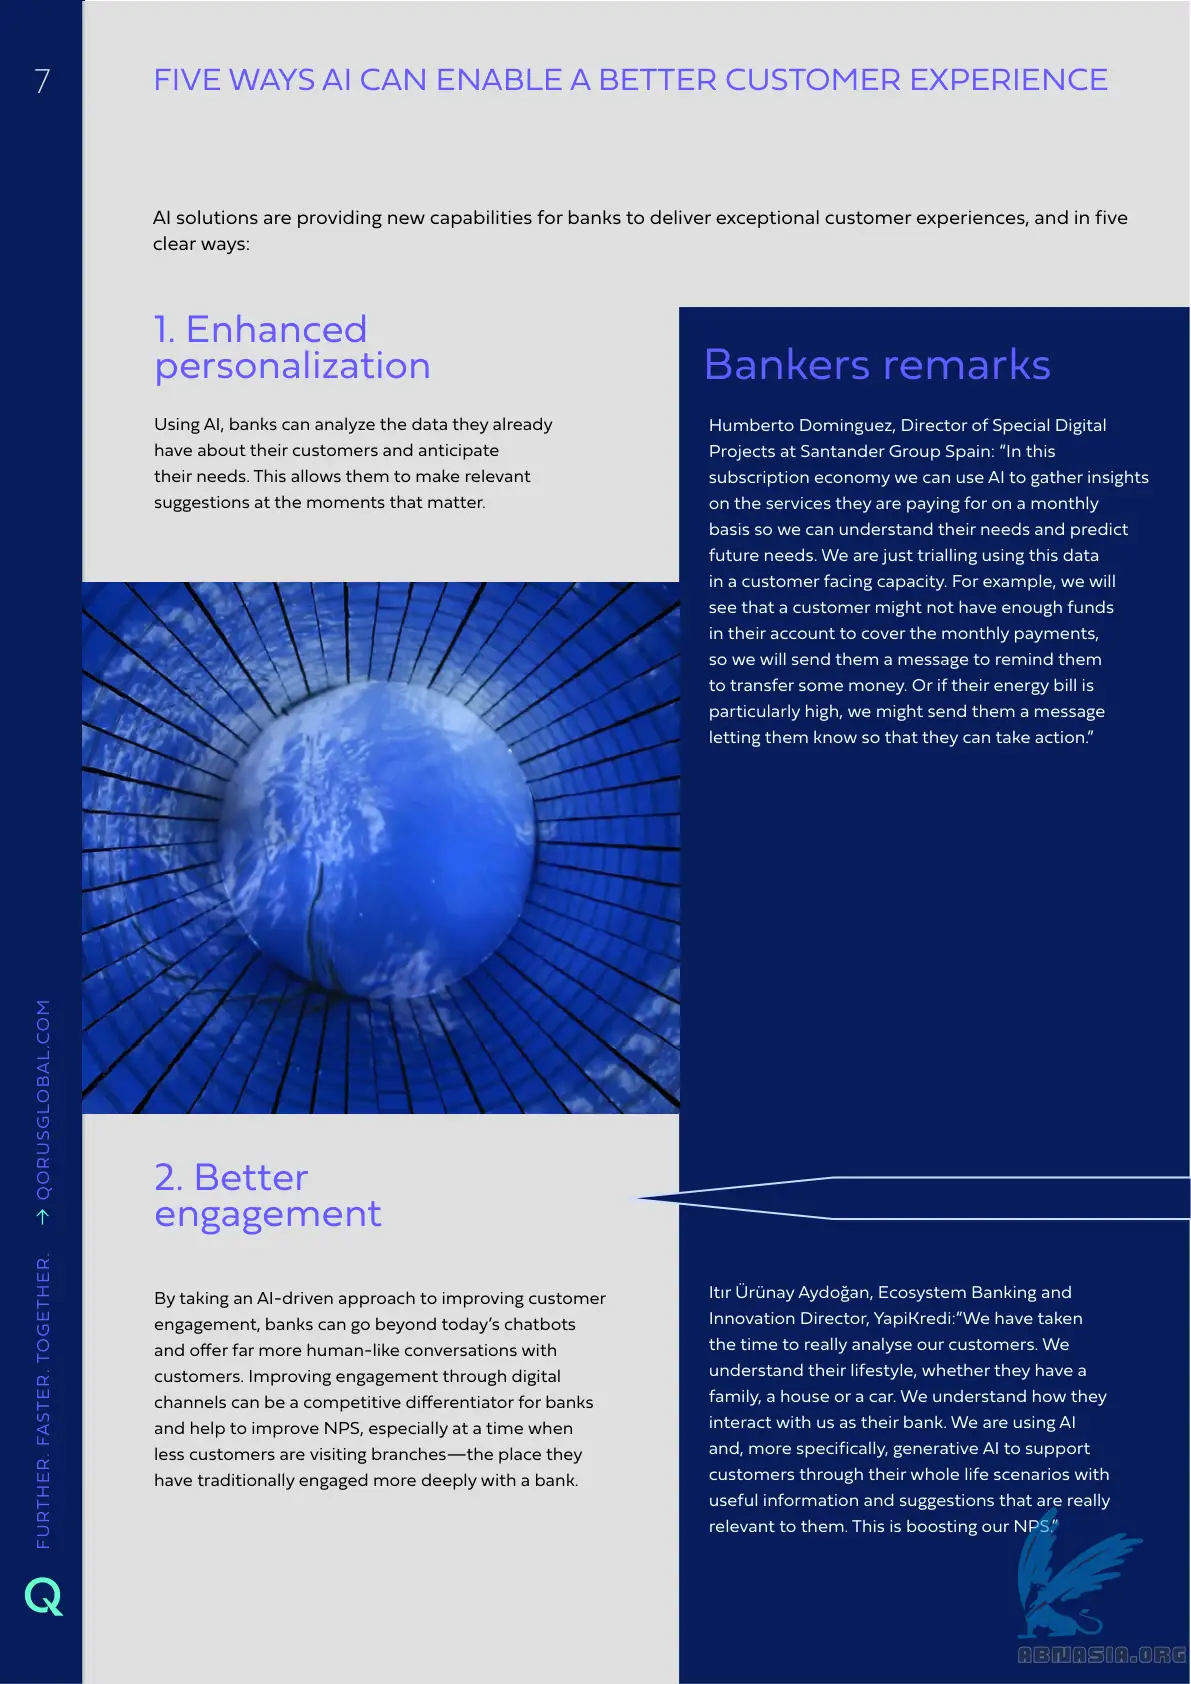 7
FIVE WAYS AI CAN ENABLE A BETTER CUSTOMER EXPERIENCE
AI solutions are providing new capabilities for banks to deliver exceptional customer experiences, and in five
clear ways:
1. Enhanced
personalization
Using AI, banks can analyze the data they already
have about their customers and anticipate
their needs. This allows them to make relevant
suggestions at the moments that matter.
Bankers remarks
Humberto Dominguez, Director of Special Digital
Projects at Santander Group Spain: “In this
subscription economy we can use AI to gather insights
on the services they are paying for on a monthly
basis so we can understand their needs and predict
future needs. We are just trialling using this data
in a customer facing capacity. For example, we will
see that a customer might not have enough funds
in their account to cover the monthly payments,
so we will send them a message to remind them
to transfer some money. Or if their energy bill is
particularly high, we might send them a message
letting them know so that they can take action.”
2. Better
engagement
By taking an AI-driven approach to improving customer
engagement, banks can go beyond today’s chatbots
and offer far more human-like conversations with
customers. Improving engagement through digital
channels can be a competitive differentiator for banks
and help to improve NPS, especially at a time when
less customers are visiting branches—the place they
have traditionally engaged more deeply with a bank.
Itır Ürünay Aydoğan, Ecosystem Banking and
Innovation Director, YapiKredi:“We have taken
the time to really analyse our customers. We
understand their lifestyle, whether they have a
family, a house or a car. We understand how they
interact with us as their bank. We are using AI
and, more specifically, generative AI to support
customers through their whole life scenarios with
useful information and suggestions that are really
relevant to them. This is boosting our NPS.”
FURTHER. FASTER. TOGETHER. → QORUSGLOBAL.COM
Q
ABNASIA.ORG